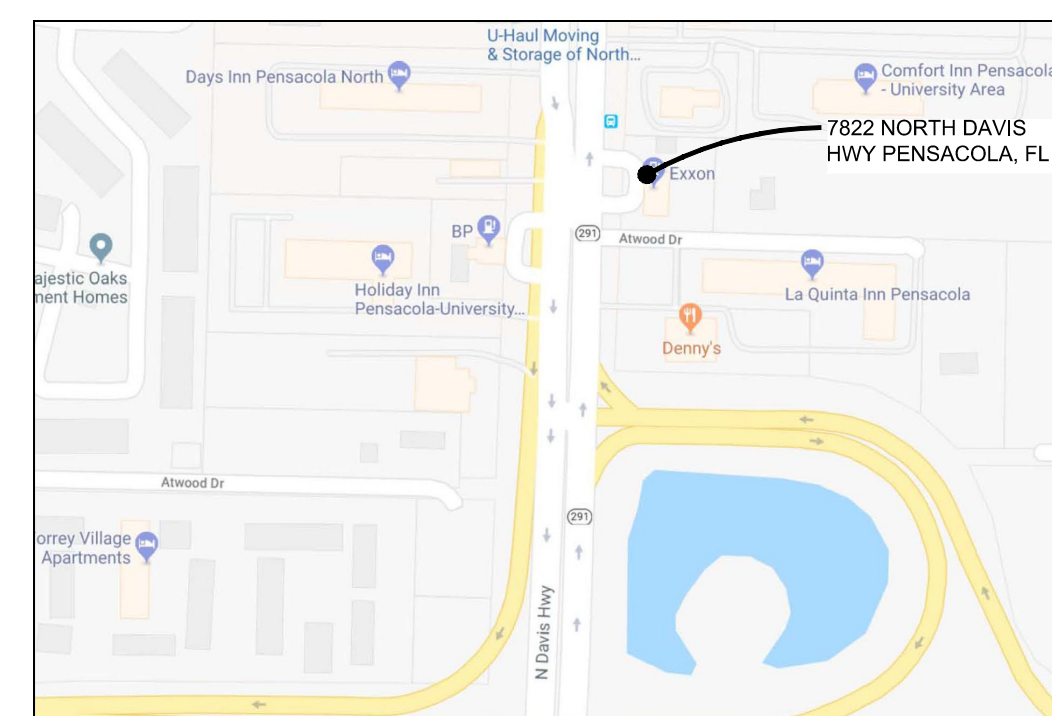 U-Haul Moving
& Storage of North...
Days Inn Pensacola North
Comfort Inn Pensacola
- University Area
7822 NORTH DAVIS
HWY PENSACOLA, FL
Exxon
BP
291
Atwood Dr
ajestic Oaks
ment Homes
Holiday Inn
Pensacola-University...
La Quinta Inn Pensacola
Denny's
Atwood Dr
291
orrey Village
Apartments
N Davis Hwy